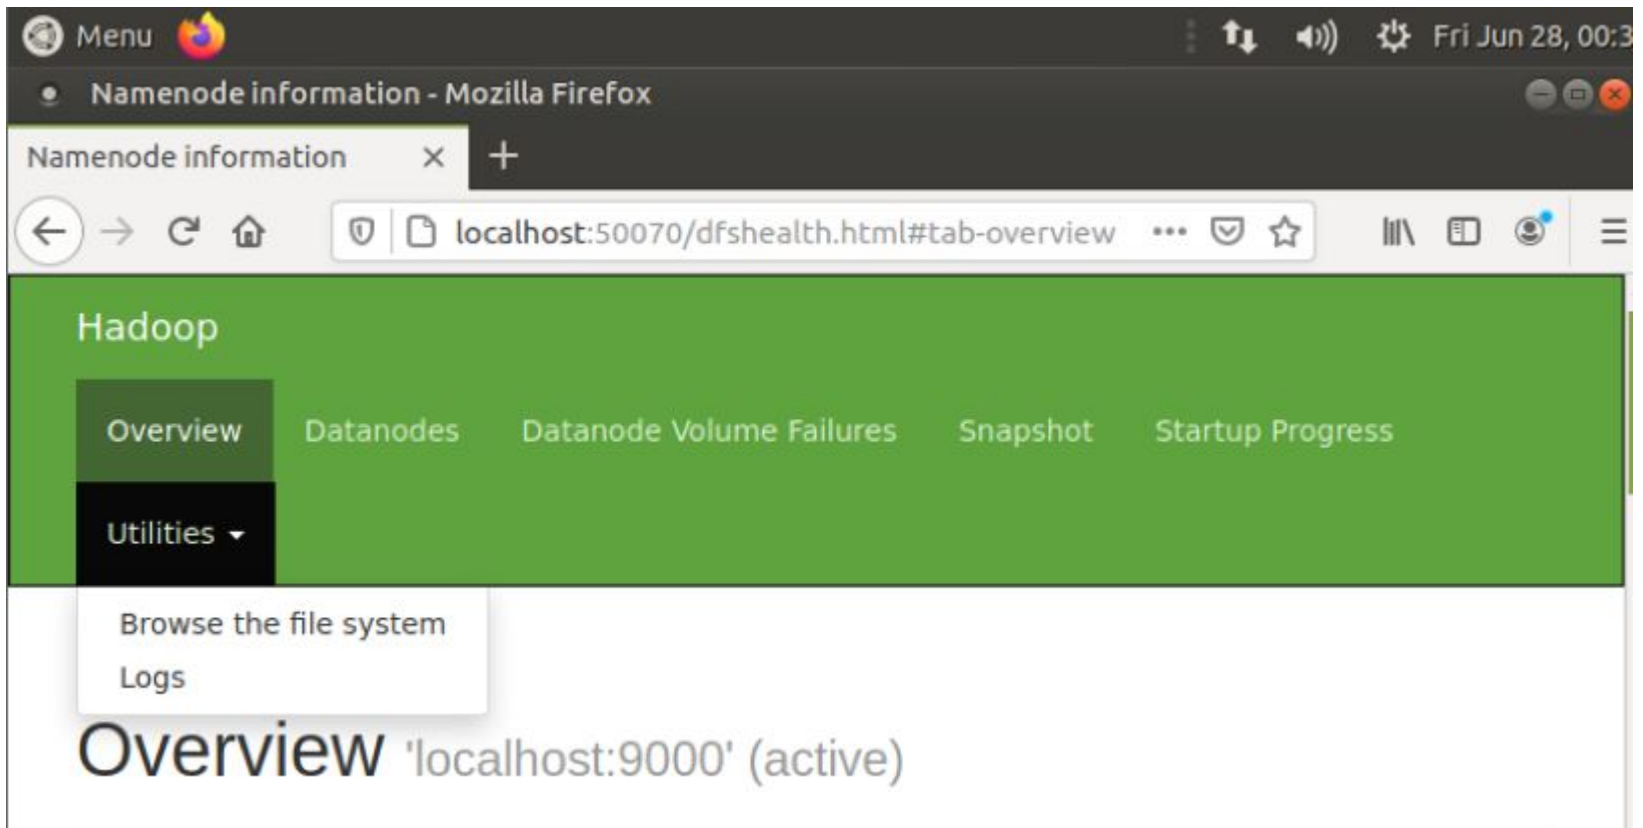 Menu Fri Jun 28, 00:3
Namenode information - Mozilla Firefox
Namenode information
localhost:50070/dfshealth.html#tab-overview
Hadoop
Overview Datanodes Datanode Volume Failures Snapshot Startup Progress
Utilities
Browse the file system
Logs
Overview 'localhost:9000' (active)